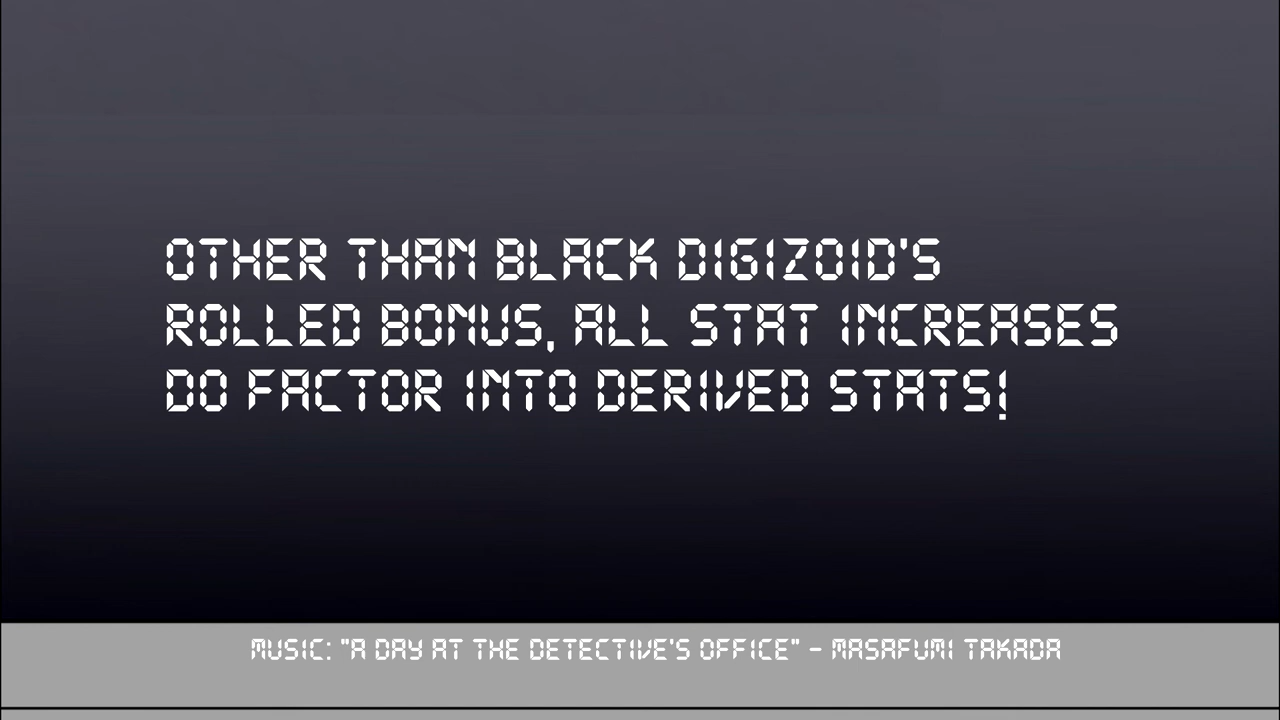 OTHER THAN BLACK DIGIZOID'S
ROLLED BONUS, ALL STAT INCREASES
DO FACTOR INTO DERIVED STATS!
MUSIC: "A DAY AT THE DETECTIVE'S OFFICE" - MASAFUMI TAKADA